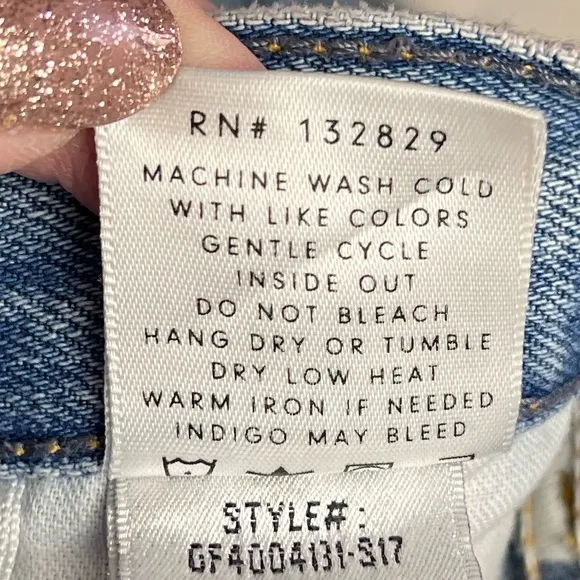 RN# 132829
MACHINE WASH COLD
WITH LIKE COLORS
GENTLE CYCLE
INSIDE OUT
DO NOT BLEACH
HANG DRY OR TUMBLE
DRY LOW HEAT
WARM IRON IF NEEDED
INDIGO MAY BLEED
STYLE#:
GF4004131-S17